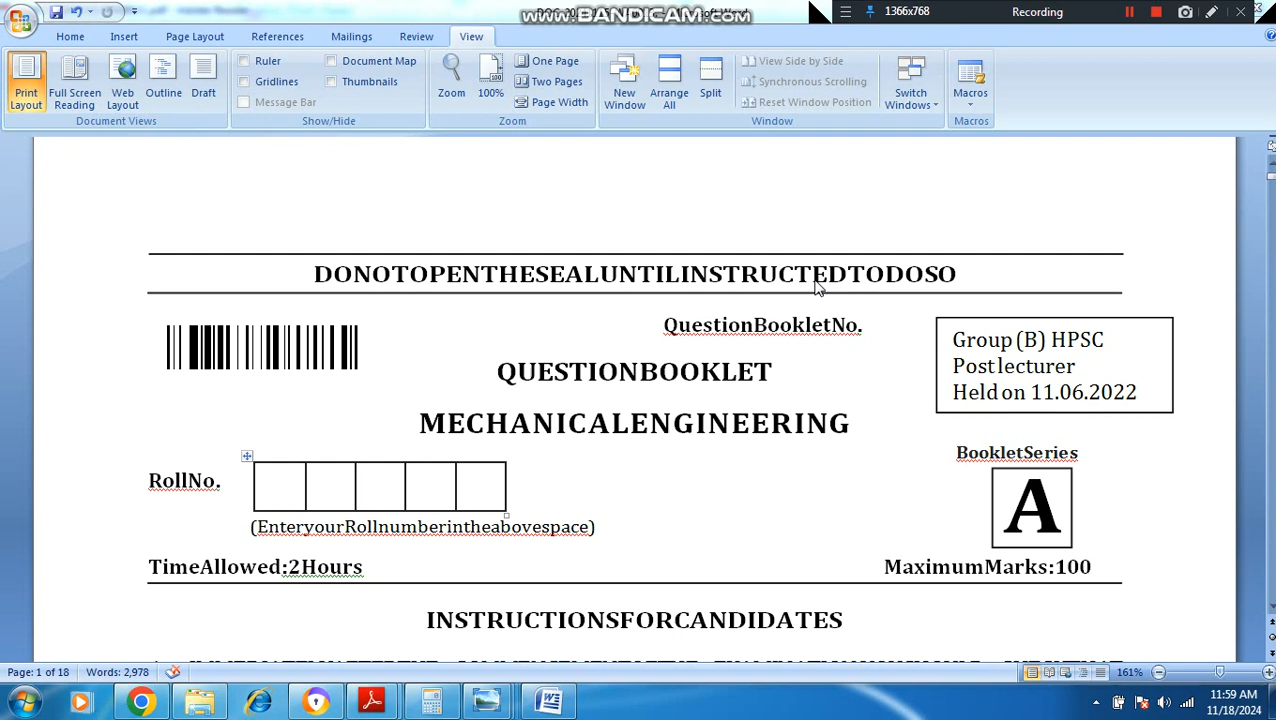 www.BANDICAM.com
1366x768
Recording
Home Insert Page Layout References Mailings Review View
Print Layout
Full Screen Reading
Web Layout
Outline
Draft
Document Views
Ruler
Gridlines
Message Bar
Document Map
Thumbnails
Show/Hide
Zoom
100%
One Page
Two Pages
Page Width
Zoom
New Window
Arrange All
Split
View Side by Side
Synchronous Scrolling
Reset Window Position
Window
Switch Windows
Macros
Macros
DONOTOPENTHESEALUNTILINSTRUCTEDTODOSO
QuestionBookletNo.
Group (B) HPSC
Post lecturer
Held on 11.06.2022
QUESTIONBOOKLET
MECHANICALENGINEERING
BookletSeries
A
RollNo.
(EnteryourRollnumberintheabovespace)
TimeAllowed:2Hours
MaximumMarks:100
INSTRUCTIONSFORCANDIDATES
Page: 1 of 18
Words: 2,978
161%
11:59 AM
11/18/2024